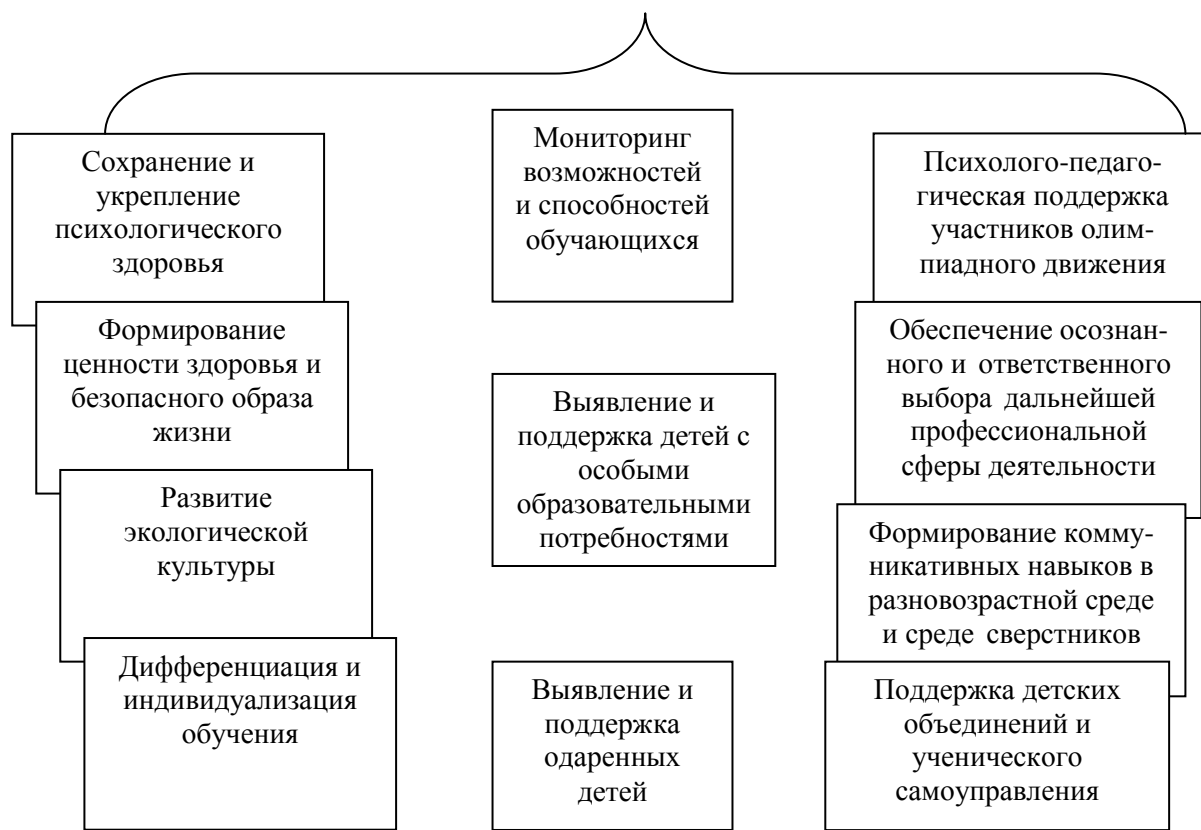 Сохранение и
укрепление
психологического
здоровья
Формирование
ценности здоровья и
безопасного образа
жизни
Развитие
экологической
культуры
Дифференциация и
индивидуализация
обучения
Мониторинг
возможностей
и способностей
обучающихся
Выявление и
поддержка детей с
особыми
образовательными
потребностями
Выявление и
поддержка
одаренных
детей
Психолого-педаго-
гическая поддержка
участников олим-
пиадного движения
Обеспечение осознан-
ного и ответственного
выбора дальнейшей
профессиональной
сферы деятельности
Формирование комму-
никативных навыков в
разновозрастной среде
и среде сверстников
Поддержка детских
объединений и
ученического
самоуправления